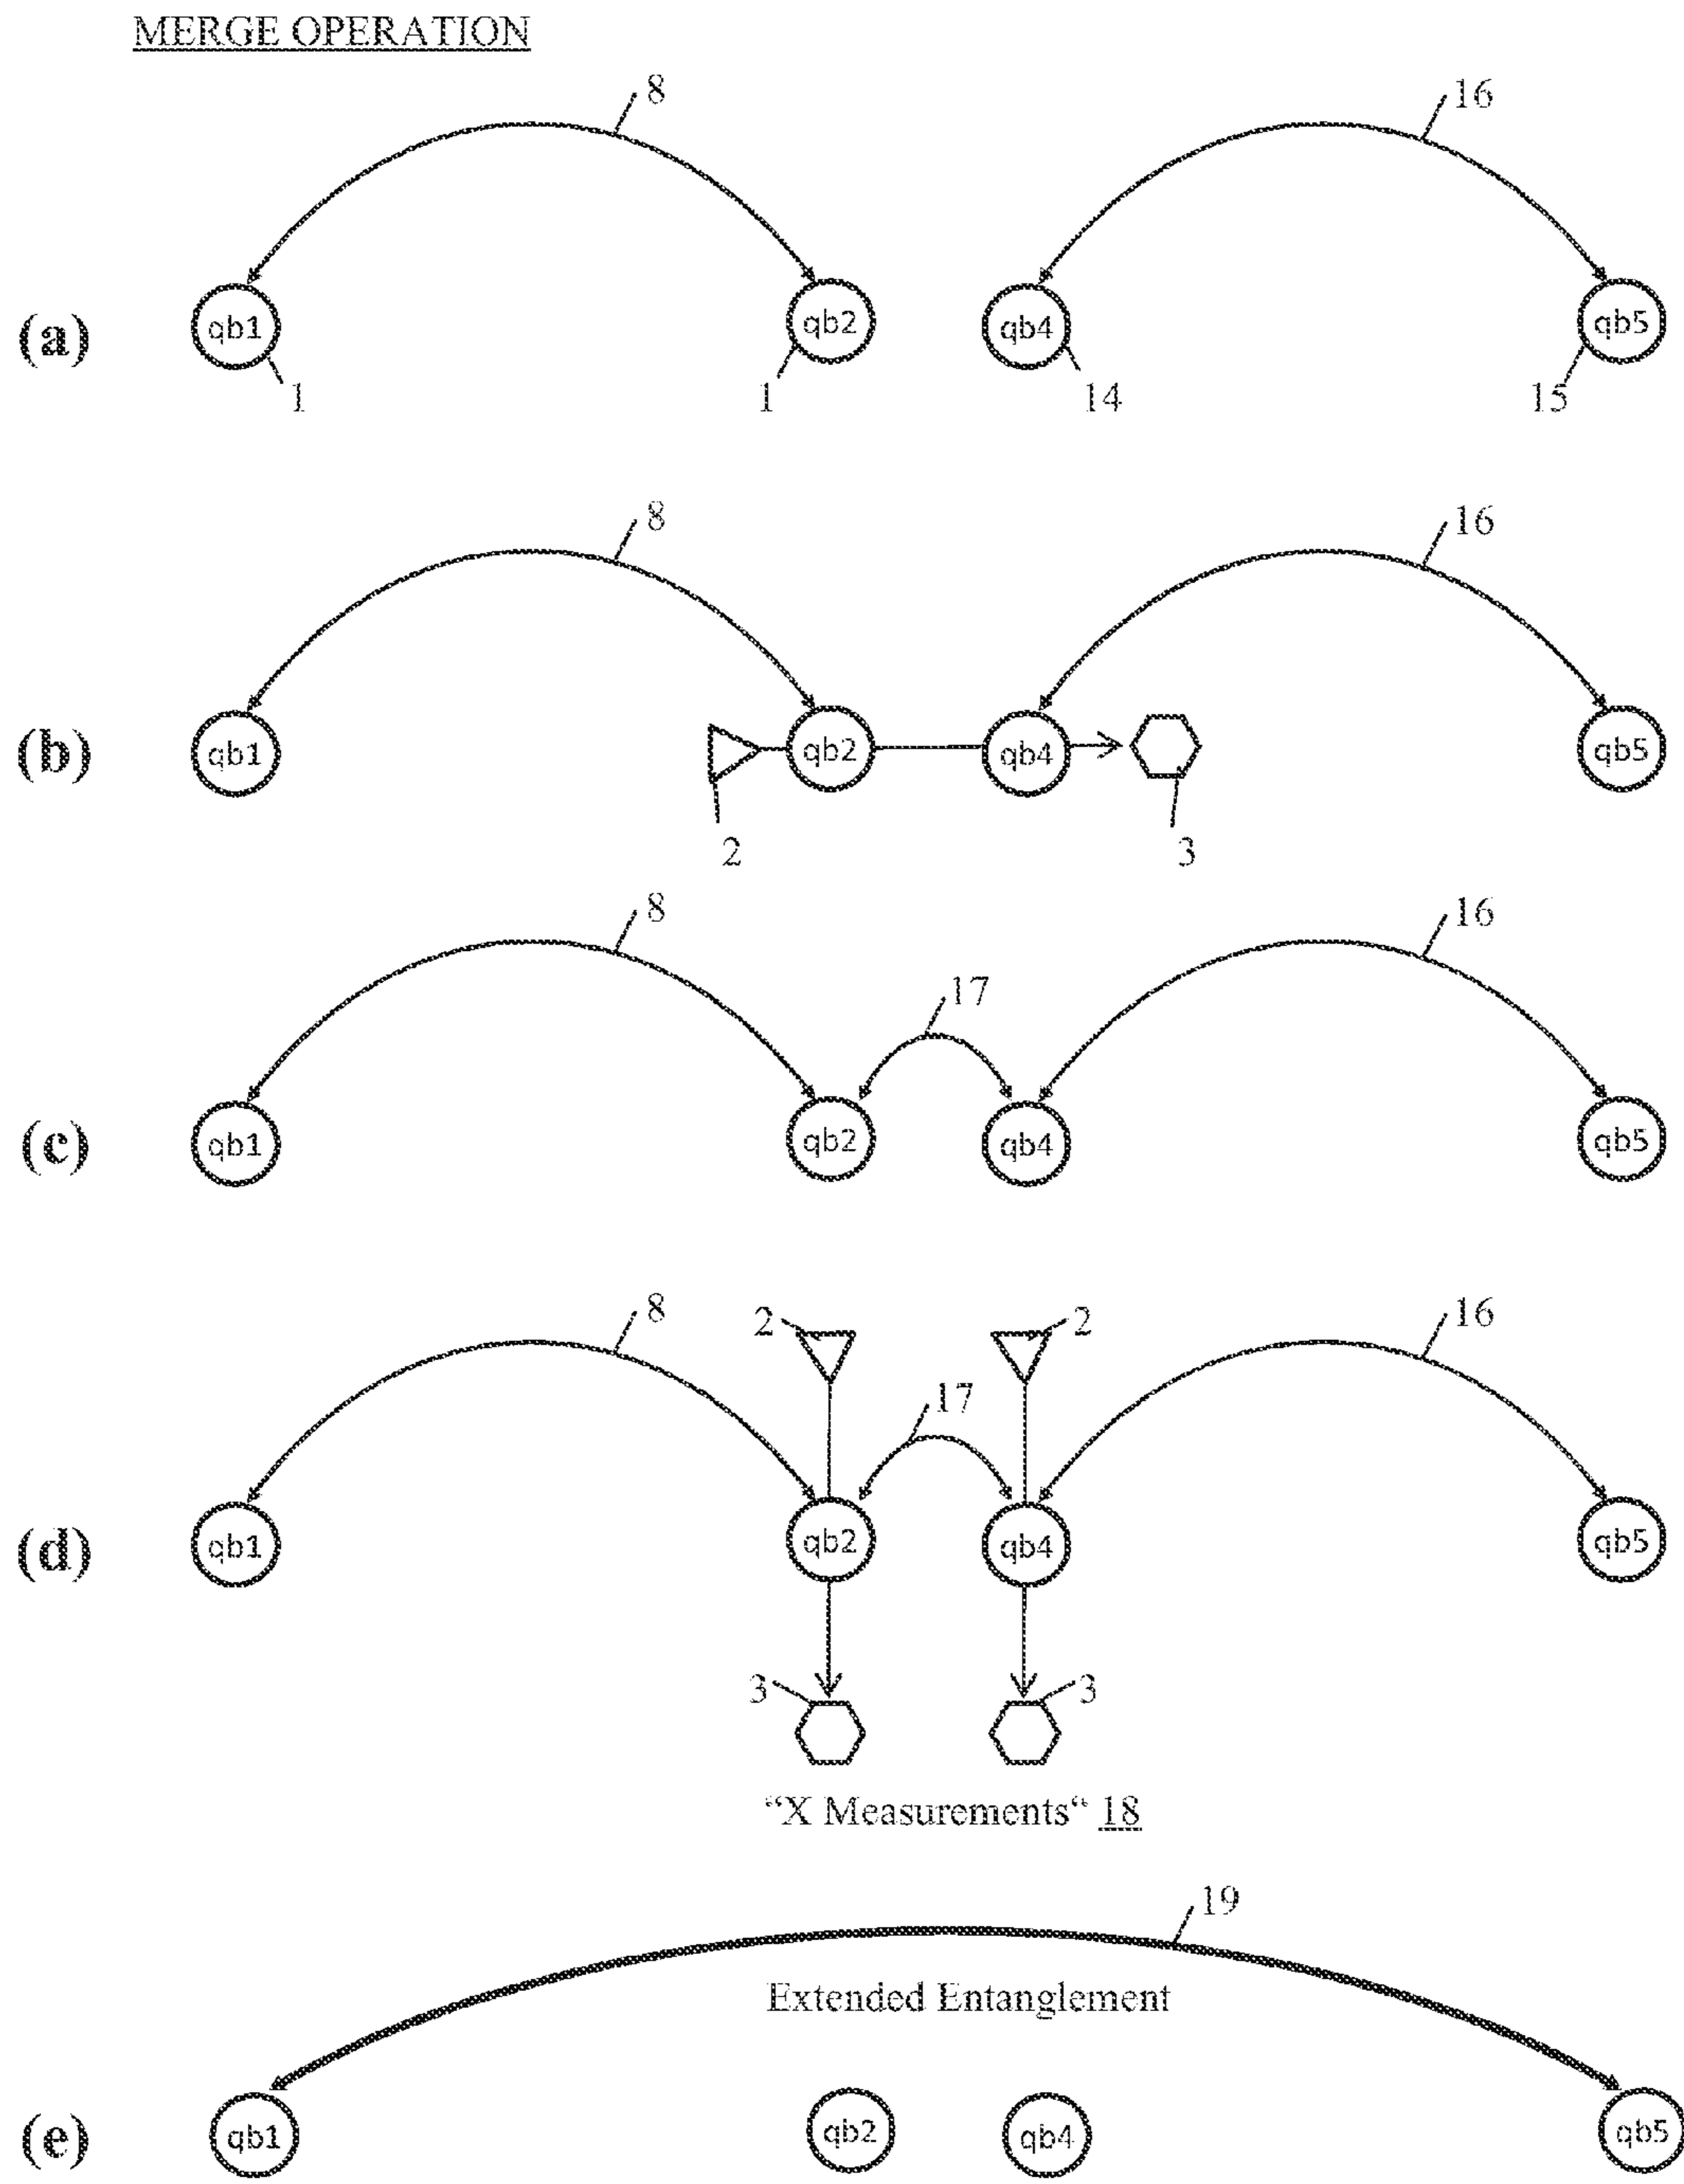 MERGE OPERATION
8 16
(a) qb1 qb2 qb4 qb5
1 1 14 15
8 16
(b) qb1 qb2 qb4 qb5
2 3
8 16
17
(c) qb1 qb2 qb4 qb5
8 2 2 16
17
(d) qb1 qb2 qb4 qb5
3 3
“X Measurements“ 18
19
Extended Entanglement
(e) qb1 qb2 qb4 qb5